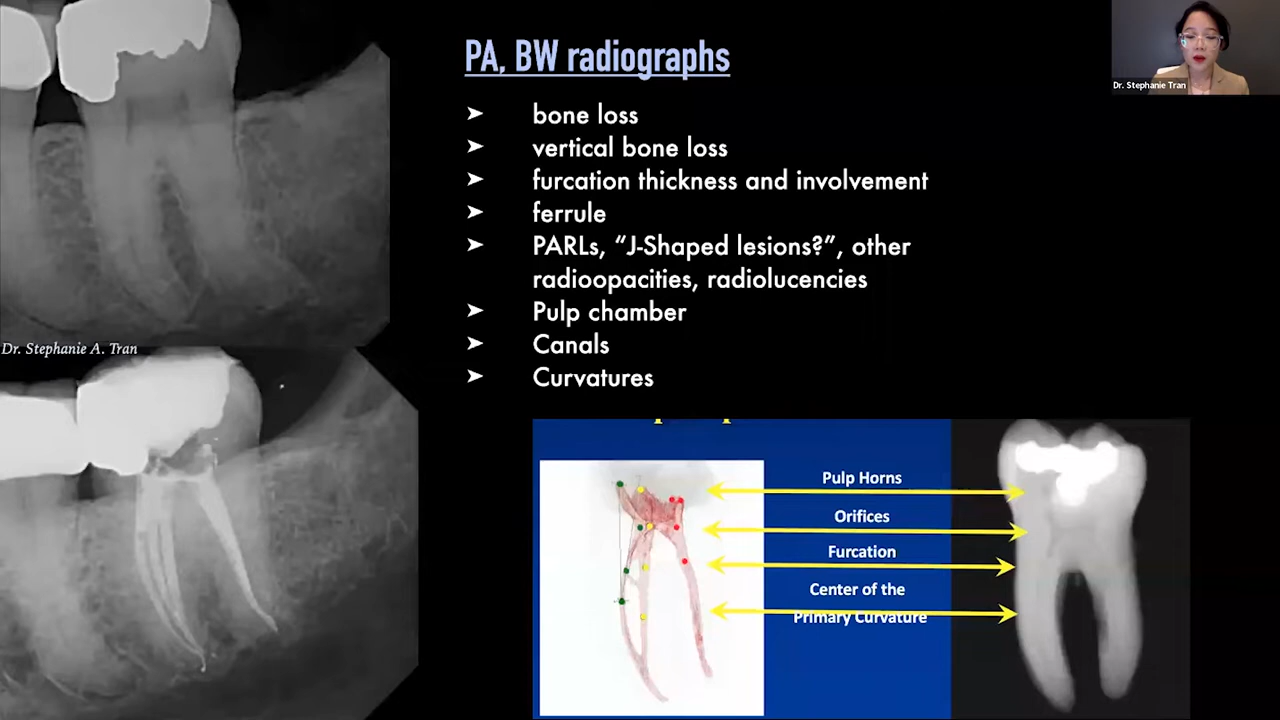 PA, BW radiographs
Dr. Stephanie Tran
➤ bone loss
➤ vertical bone loss
➤ furcation thickness and involvement
➤ ferrule
➤ PARLs, “J-Shaped lesions?”, other
radioopacities, radiolucencies
➤ Pulp chamber
➤ Canals
➤ Curvatures
Dr. Stephanie A. Tran
Pulp Horns
Orifices
Furcation
Center of the
Primary Curvature